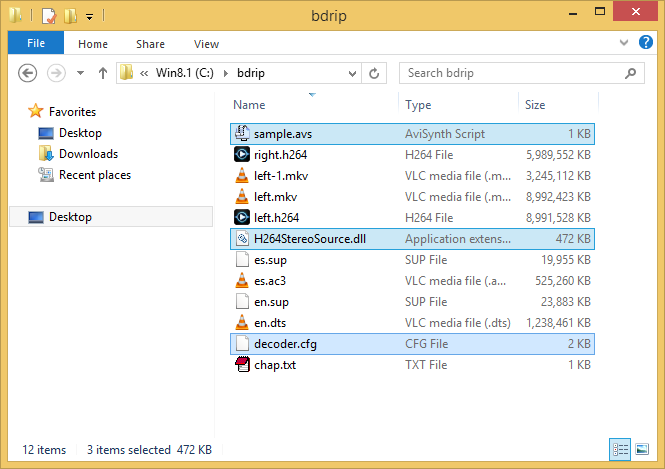 bdrip
File Home Share View
« Win8.1 (C:) bdrip Search bdrip
Name Type Size
Favorites
Desktop
Downloads
Recent places
Desktop
sample.avs AviSynth Script 1 KB
right.h264 H264 File 5,989,552 KB
left-1.mkv VLC media file (.m... 3,245,112 KB
left.mkv VLC media file (.m... 8,992,423 KB
left.h264 H264 File 8,991,528 KB
H264StereoSource.dll Application extens... 472 KB
es.sup SUP File 19,955 KB
es.ac3 VLC media file (.a... 525,260 KB
en.sup SUP File 23,883 KB
en.dts VLC media file (.dts) 1,238,461 KB
decoder.cfg CFG File 2 KB
chap.txt TXT File 1 KB
12 items 3 items selected 472 KB